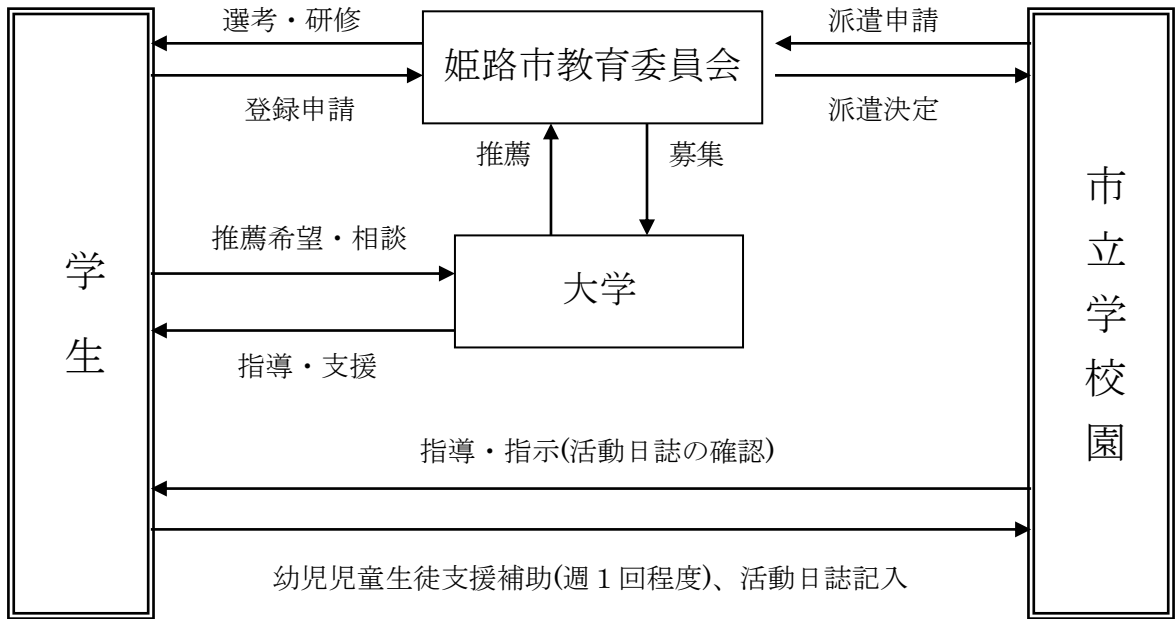 選考・研修
派遣申請
姫路市教育委員会
登録申請
派遣決定
推薦
募集
推薦希望・相談
大学
指導・支援
学生
市立学校園
指導・指示(活動日誌の確認)
幼児児童生徒支援補助(週１回程度)、活動日誌記入